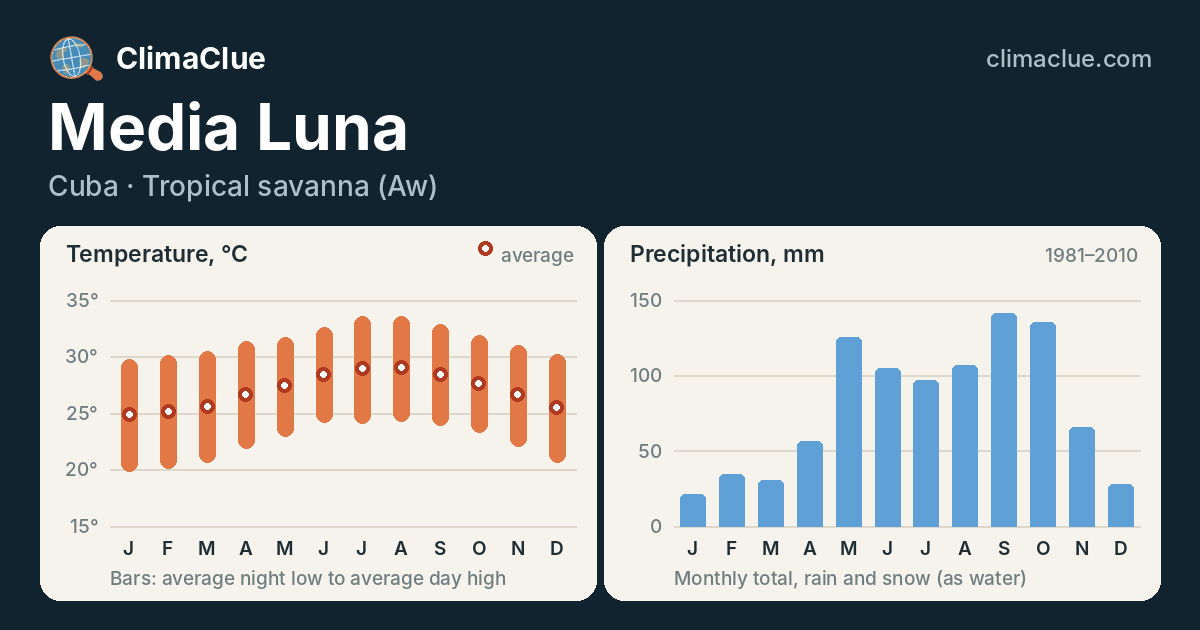 ClimaClue
climaclue.com
Media Luna
Cuba · Tropical savanna (Aw)
Temperature, °C
average
35°
30°
25°
20°
15°
J F M A M J J A S O N D
Bars: average night low to average day high
Precipitation, mm
1981–2010
150
100
50
0
J F M A M J J A S O N D
Monthly total, rain and snow (as water)